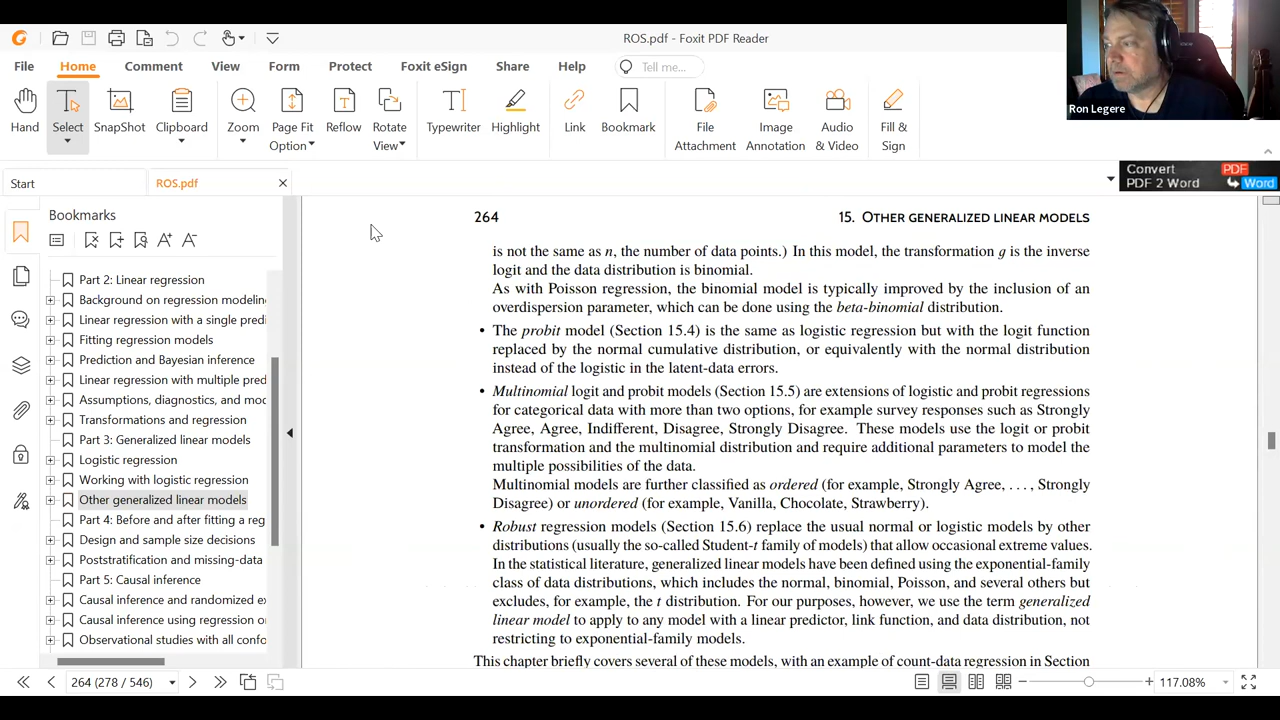 ROS.pdf - Foxit PDF Reader
Ron Legere
File Home Comment View Form Protect Foxit eSign Share Help Tell me...
Hand Select SnapShot Clipboard Zoom Page Fit Option Reflow Rotate View Typewriter Highlight Link Bookmark File Attachment Image Annotation Audio & Video Fill & Sign
Start ROS.pdf
Convert PDF
PDF 2 Word Word
Bookmarks
Part 2: Linear regression
Background on regression modelin
Linear regression with a single predi
Fitting regression models
Prediction and Bayesian inference
Linear regression with multiple pred
Assumptions, diagnostics, and mod
Transformations and regression
Part 3: Generalized linear models
Logistic regression
Working with logistic regression
Other generalized linear models
Part 4: Before and after fitting a reg
Design and sample size decisions
Poststratification and missing-data
Part 5: Causal inference
Causal inference and randomized ex
Causal inference using regression or
Observational studies with all confo
264 15. OTHER GENERALIZED LINEAR MODELS
is not the same as n, the number of data points.) In this model, the transformation g is the inverse
logit and the data distribution is binomial.
As with Poisson regression, the binomial model is typically improved by the inclusion of an
overdispersion parameter, which can be done using the beta-binomial distribution.
• The probit model (Section 15.4) is the same as logistic regression but with the logit function
replaced by the normal cumulative distribution, or equivalently with the normal distribution
instead of the logistic in the latent-data errors.
• Multinomial logit and probit models (Section 15.5) are extensions of logistic and probit regressions
for categorical data with more than two options, for example survey responses such as Strongly
Agree, Agree, Indifferent, Disagree, Strongly Disagree. These models use the logit or probit
transformation and the multinomial distribution and require additional parameters to model the
multiple possibilities of the data.
Multinomial models are further classified as ordered (for example, Strongly Agree, . . . , Strongly
Disagree) or unordered (for example, Vanilla, Chocolate, Strawberry).
• Robust regression models (Section 15.6) replace the usual normal or logistic models by other
distributions (usually the so-called Student-t family of models) that allow occasional extreme values.
In the statistical literature, generalized linear models have been defined using the exponential-family
class of data distributions, which includes the normal, binomial, Poisson, and several others but
excludes, for example, the t distribution. For our purposes, however, we use the term generalized
linear model to apply to any model with a linear predictor, link function, and data distribution, not
restricting to exponential-family models.
This chapter briefly covers several of these models, with an example of count-data regression in Section
264 (278 / 546) 117.08%